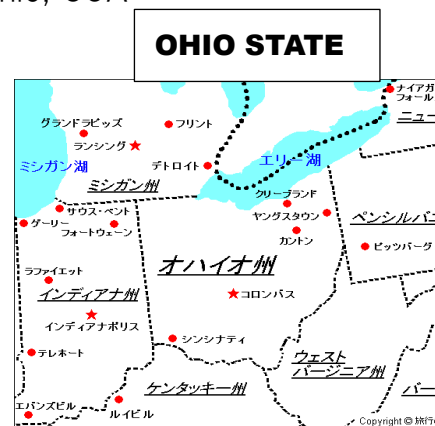 OHIO STATE
ナイアガ
フォール
ニュー
グランドラピッズ
フリント
ランシング
デトロイト
エリー湖
ミシガン湖
ミシガン州
クリーブランド
サウス・ベント
ヤングスタウン
ペンシルバニ
ゲーリー
フォートウェーン
カントン
ピッツバーグ
オハイオ州
ラファイエット
インディアナ州
コロンバス
インディアナポリス
シンシナティ
テレホート
ウェスト
バージニア州
ケンタッキー州
バー
エバンズビル
ルイビル
Copyright © 旅行